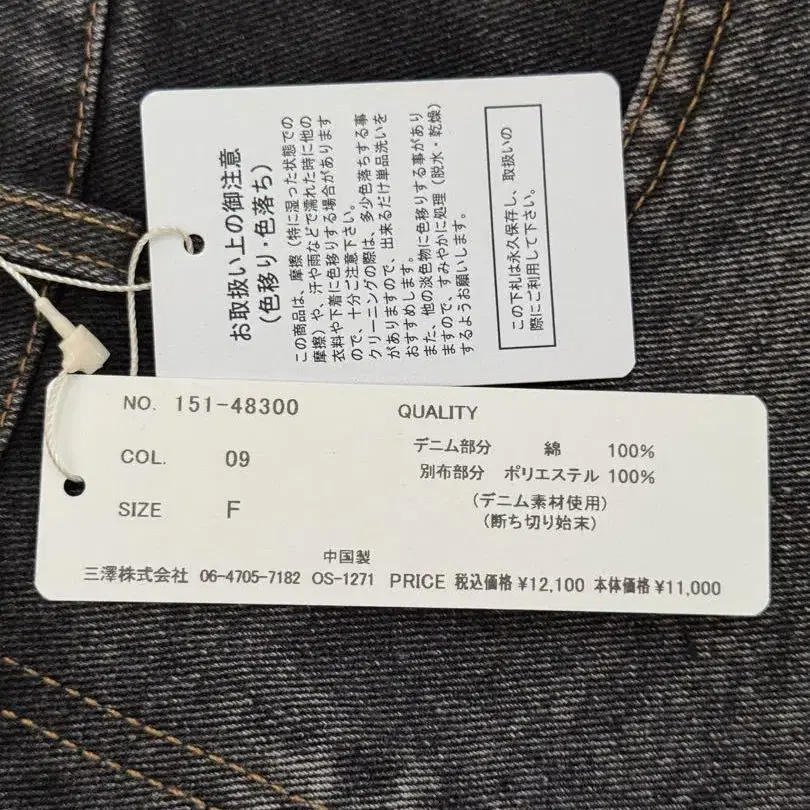 お取扱い上の御注意
(色移り・色落ち)
この商品は、摩擦(特に湿った状態での
摩擦)や、汗や雨などで濡れた時に他の
衣料や下着に色移りする場合があります
ので、十分ご注意下さい。
クリーニングの際は、多少色落ちする事
がありますので、出来るだけ単品洗いを
おすすめします。
また、他の淡色物に色移りする事があり
ますので、すみやかに処理(脱水・乾燥)
するようお願いします。
この下札は永久保存し、取扱いの
際にご利用して下さい。
NO. 151-48300
COL. 09
SIZE F
QUALITY
デニム部分 綿 100%
別布部分 ポリエステル 100%
(デニム素材使用)
(断ち切り始末)
中国製
三澤株式会社 06-4705-7182 OS-1271 PRICE 税込価格 ¥12,100 本体価格 ¥11,000